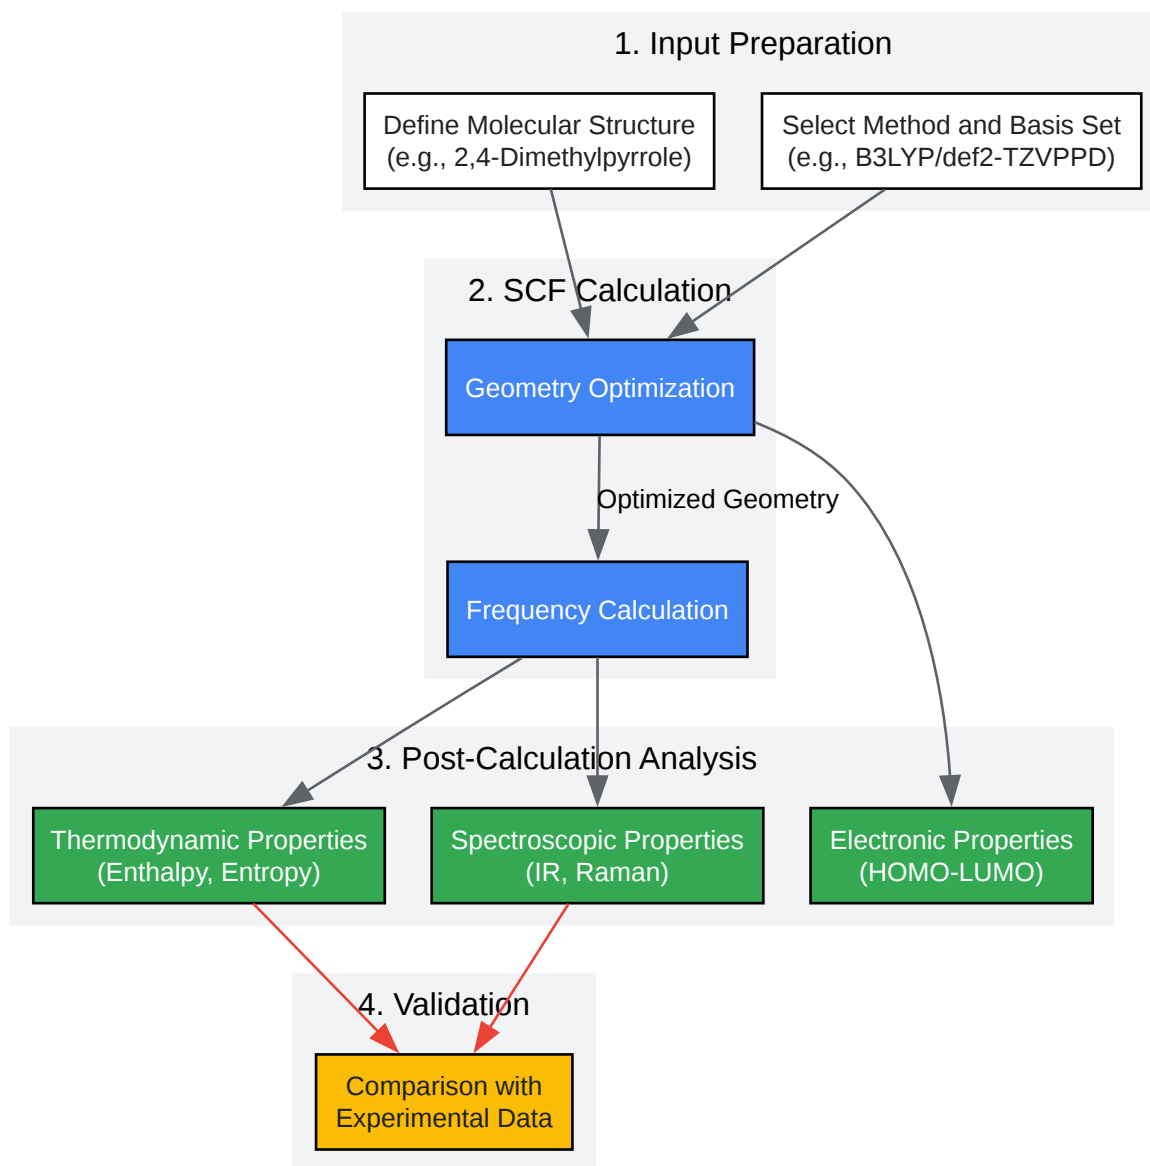 1. Input Preparation
Define Molecular Structure
(e.g., 2,4-Dimethylpyrrole)
Select Method and Basis Set
(e.g., B3LYP/def2-TZVPPD)
2. SCF Calculation
Geometry Optimization
Optimized Geometry
Frequency Calculation
3. Post-Calculation Analysis
Thermodynamic Properties
(Enthalpy, Entropy)
Spectroscopic Properties
(IR, Raman)
Electronic Properties
(HOMO-LUMO)
4. Validation
Comparison with
Experimental Data